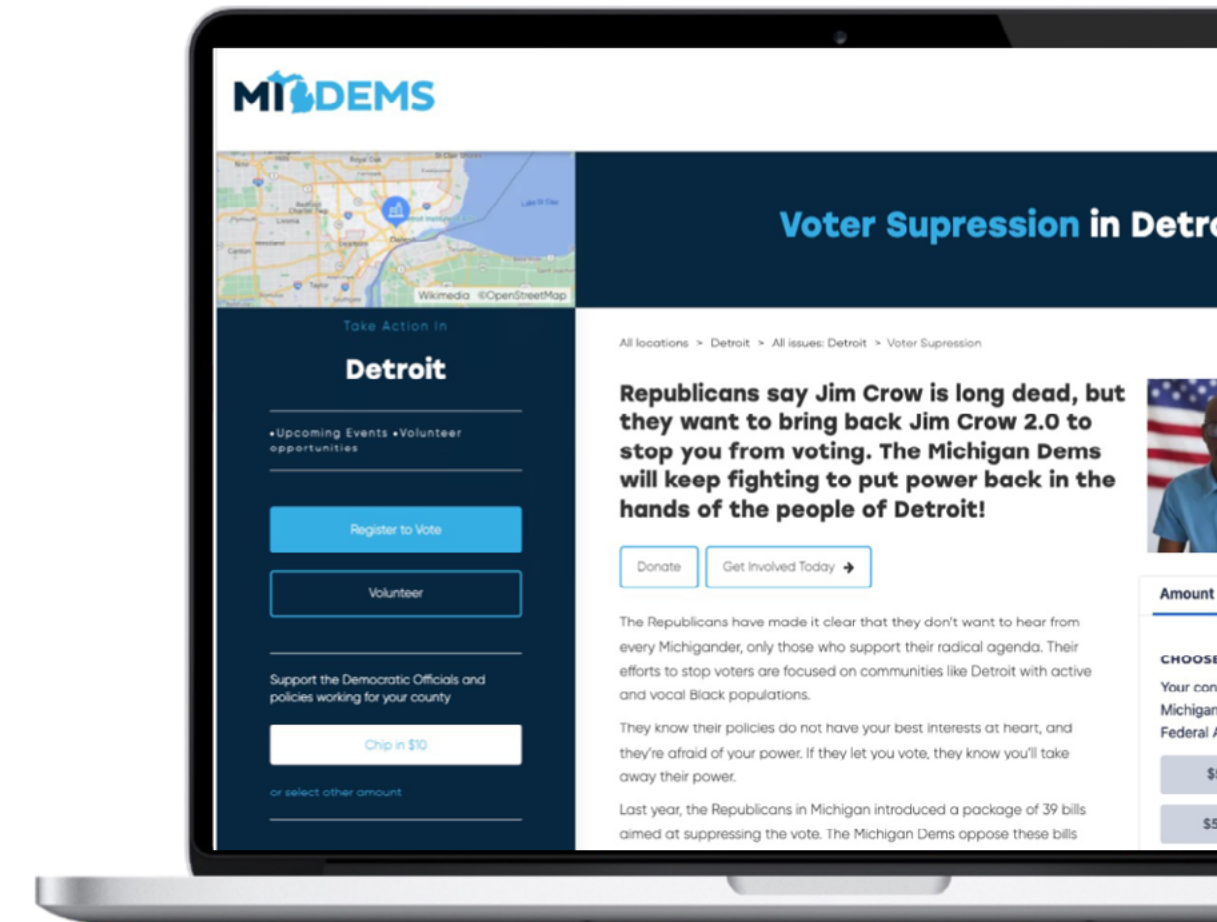 MI DEMS
Livonia
Canton
Taylor
Wikimedia ©OpenStreetMap
Voter Supression in Detro
Take Action In
Detroit
•Upcoming Events •Volunteer
opportunities
Register to Vote
Volunteer
Support the Democratic Officials and
policies working for your county
Chip in $10
or select other amount
All locations > Detroit > All issues: Detroit > Voter Supression
Republicans say Jim Crow is long dead, but
they want to bring back Jim Crow 2.0 to
stop you from voting. The Michigan Dems
will keep fighting to put power back in the
hands of the people of Detroit!
Donate
Get Involved Today →
The Republicans have made it clear that they don't want to hear from
every Michigander, only those who support their radical agenda. Their
efforts to stop voters are focused on communities like Detroit with active
and vocal Black populations.
They know their policies do not have your best interests at heart, and
they're afraid of your power. If they let you vote, they know you'll take
away their power.
Last year, the Republicans in Michigan introduced a package of 39 bills
aimed at suppressing the vote. The Michigan Dems oppose these bills
Amount
CHOOSE
Your con
Michigan
Federal A